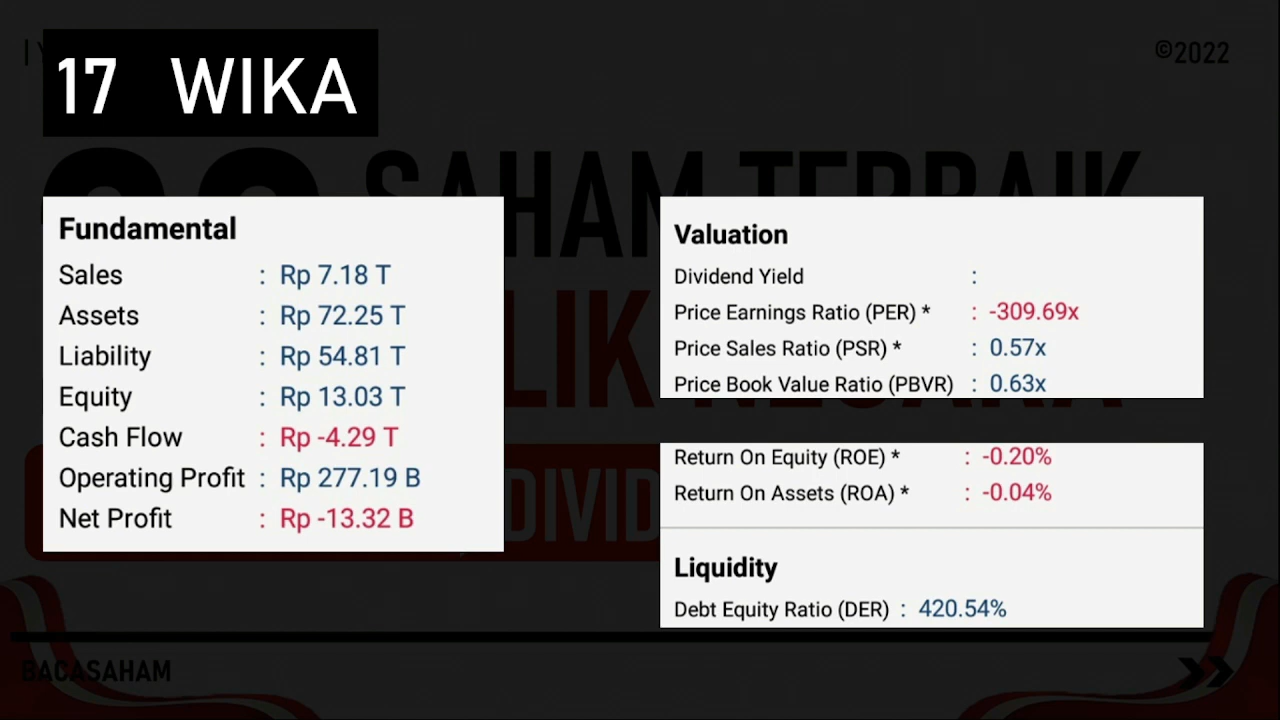 17 WIKA
©2022
SAHAM TERBAIK
Fundamental
Sales : Rp 7.18 T
Assets : Rp 72.25 T
Liability : Rp 54.81 T
Equity : Rp 13.03 T
Cash Flow : Rp -4.29 T
Operating Profit : Rp 277.19 B
Net Profit : Rp -13.32 B
Valuation
Dividend Yield :
Price Earnings Ratio (PER) * : -309.69x
Price Sales Ratio (PSR) * : 0.57x
Price Book Value Ratio (PBVR) : 0.63x
Return On Equity (ROE) * : -0.20%
Return On Assets (ROA) * : -0.04%
Liquidity
Debt Equity Ratio (DER) : 420.54%
BACASAHAM